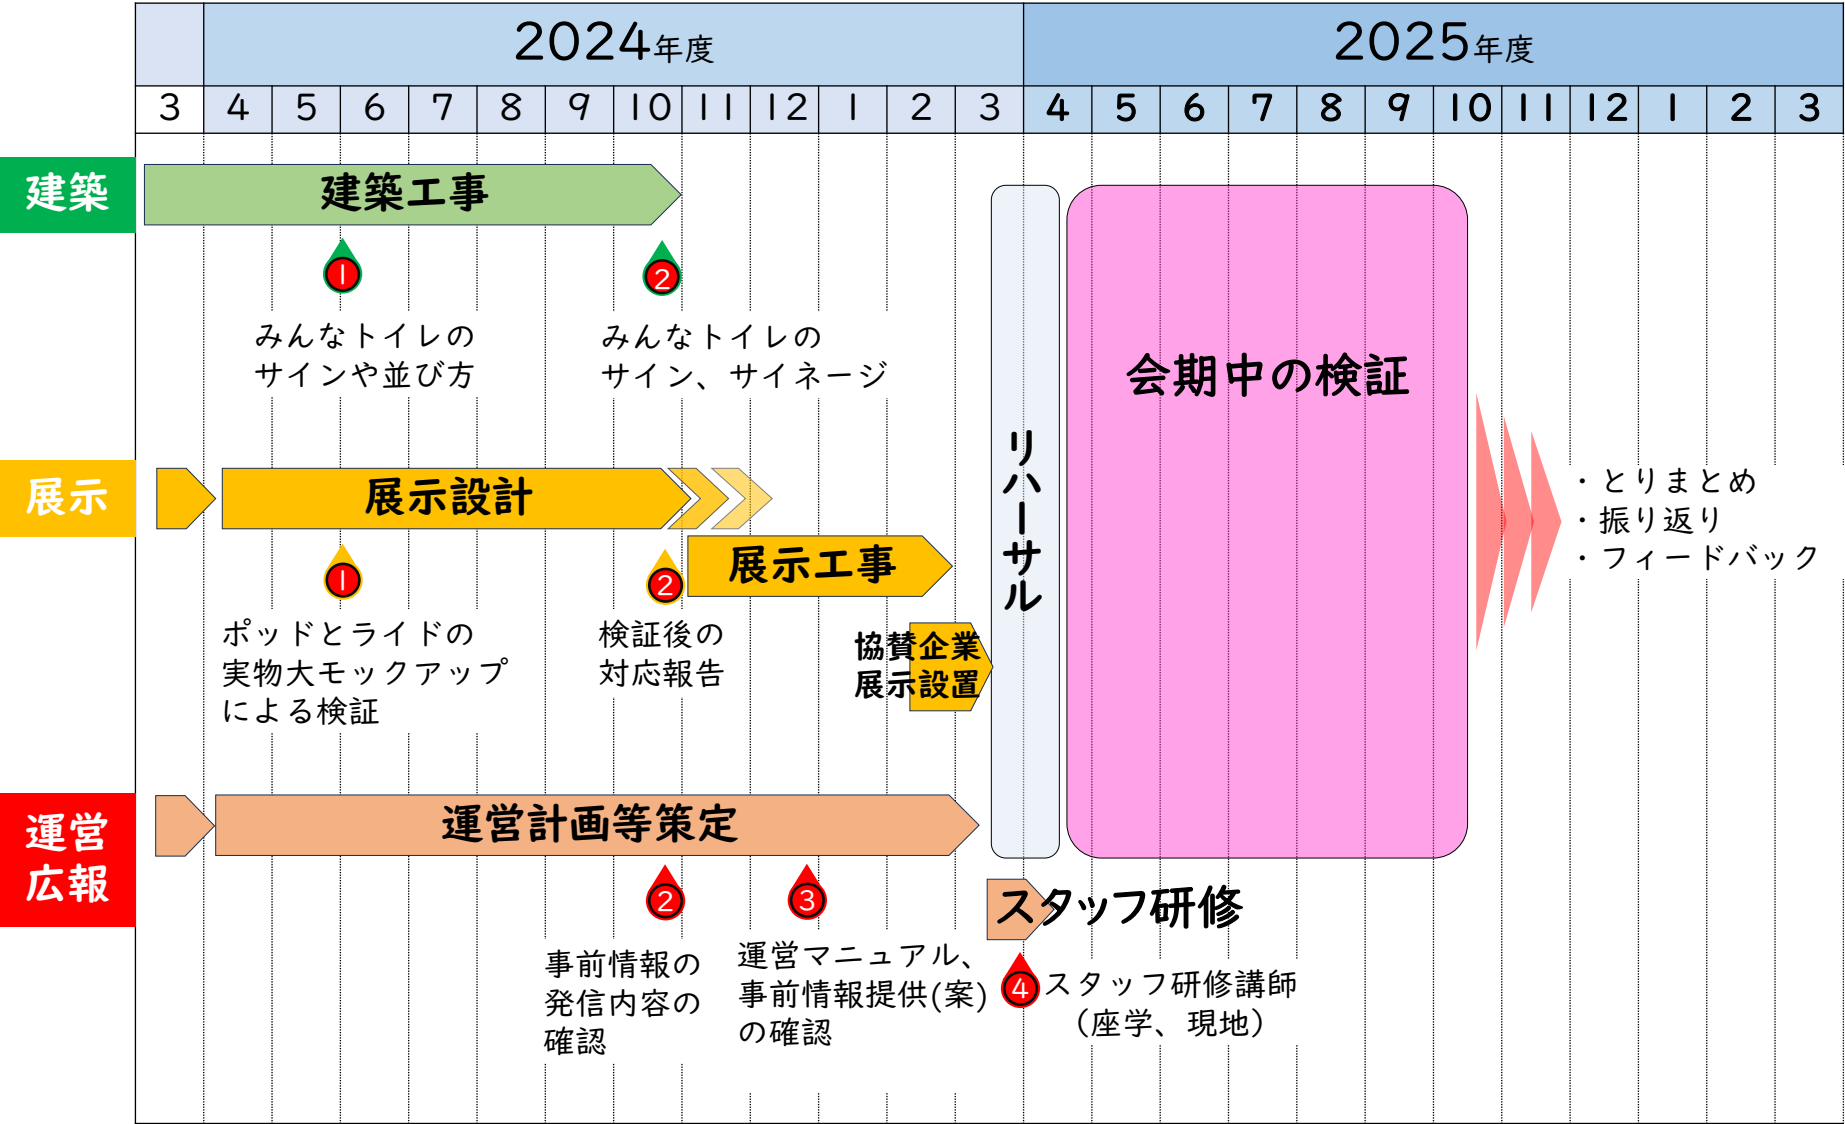 2024年度
2025年度
3 4 5 6 7 8 9 10 11 12 1 2 3 4 5 6 7 8 9 10 11 12 1 2 3
建築
建築工事
1
2
みんなトイレの
サインや並び方
みんなトイレの
サイン、サイネージ
展示
展示設計
展示工事
1
2
ポッドとライドの
実物大モックアップ
による検証
検証後の
対応報告
協賛企業
展示設置
リハーサル
会期中の検証
・とりまとめ
・振り返り
・フィードバック
運営
広報
運営計画等策定
2
3
事前情報の
発信内容の
確認
運営マニュアル、
事前情報提供(案)
の確認
スタッフ研修
4
スタッフ研修講師
（座学、現地）